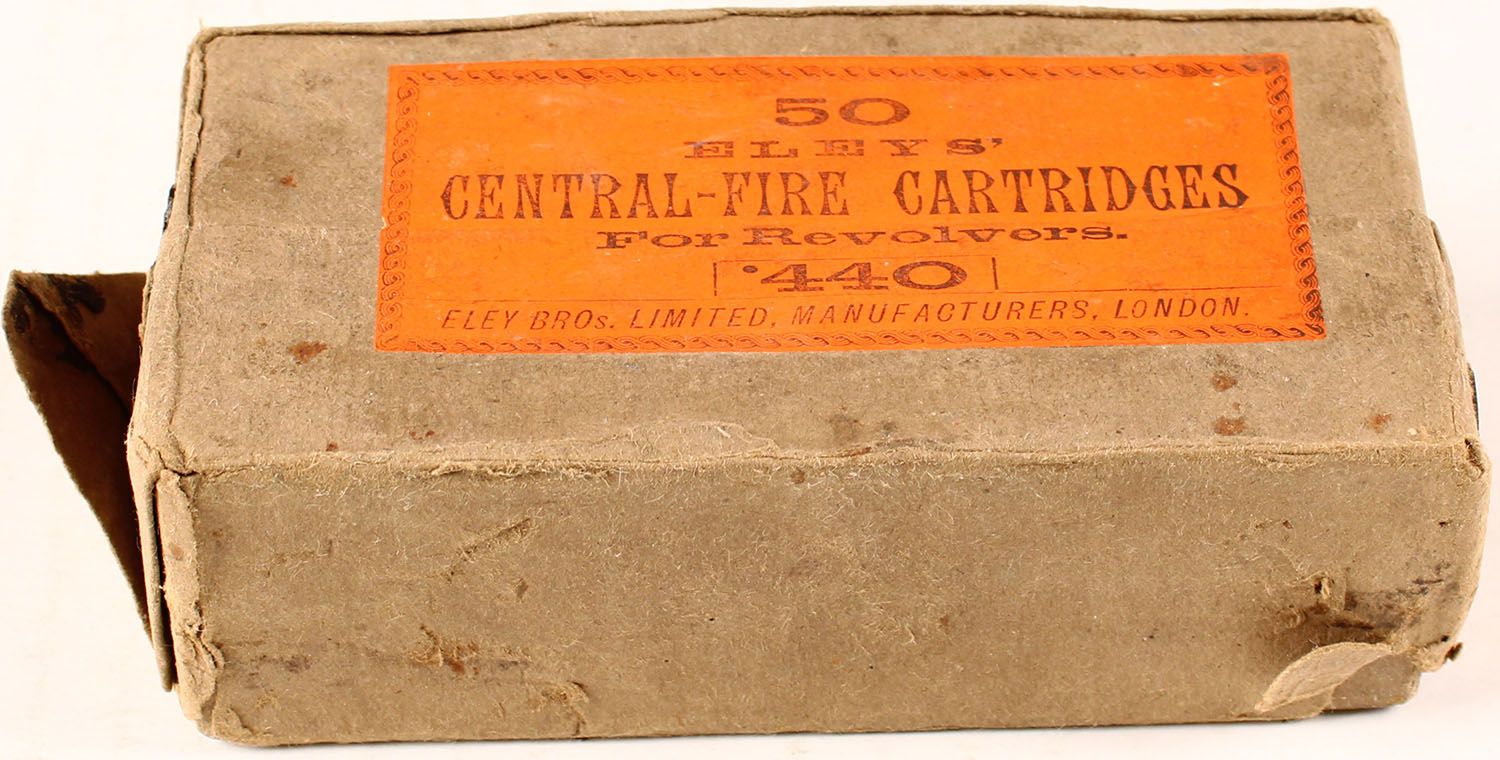 50
ELEYS'
CENTRAL-FIRE CARTRIDGES
For Revolvers.
·440
ELEY BROs. LIMITED, MANUFACTURERS, LONDON.